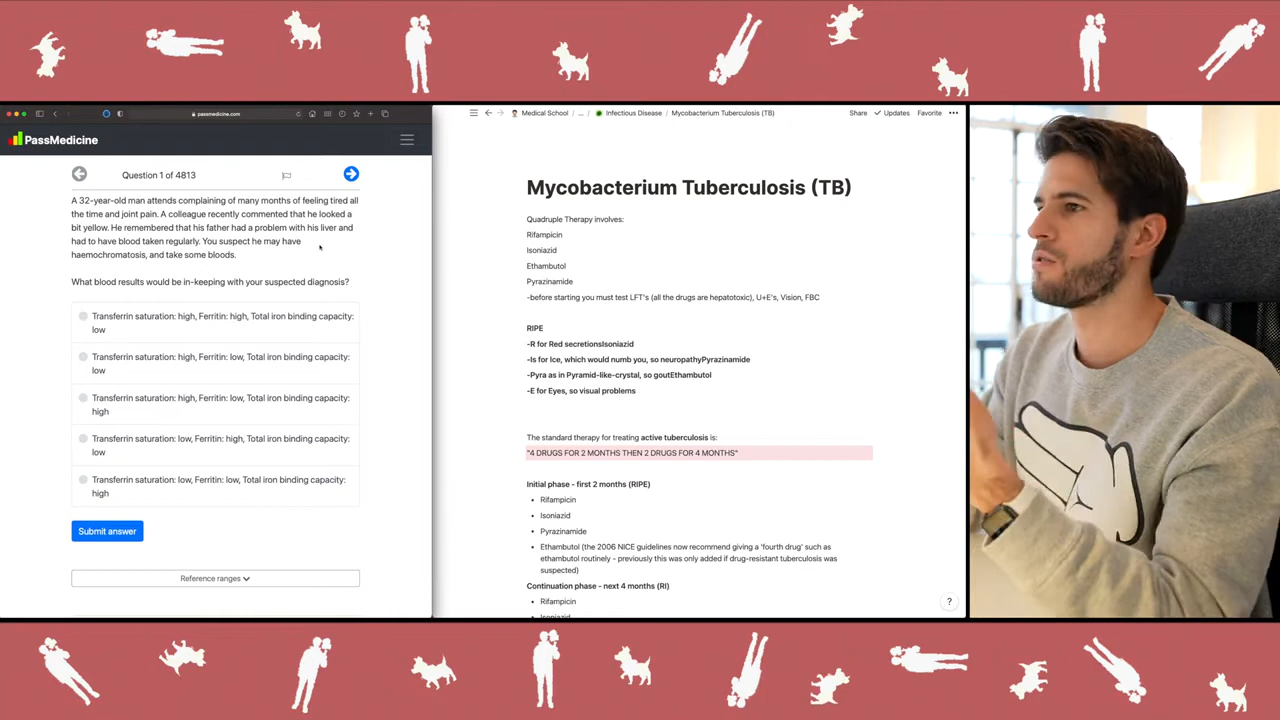 passmedicine.com
PassMedicine
Question 1 of 4813
A 32-year-old man attends complaining of many months of feeling tired all
the time and joint pain. A colleague recently commented that he looked a
bit yellow. He remembered that his father had a problem with his liver and
had to have blood taken regularly. You suspect he may have
haemochromatosis, and take some bloods.
What blood results would be in-keeping with your suspected diagnosis?
Transferrin saturation: high, Ferritin: high, Total iron binding capacity:
low
Transferrin saturation: high, Ferritin: low, Total iron binding capacity:
low
Transferrin saturation: high, Ferritin: low, Total iron binding capacity:
high
Transferrin saturation: low, Ferritin: high, Total iron binding capacity:
low
Transferrin saturation: low, Ferritin: low, Total iron binding capacity:
high
Submit answer
Reference ranges
Medical School / ... / Infectious Disease / Mycobacterium Tuberculosis (TB)
Share Updates Favorite •••
Mycobacterium Tuberculosis (TB)
Quadruple Therapy involves:
Rifampicin
Isoniazid
Ethambutol
Pyrazinamide
-before starting you must test LFT's (all the drugs are hepatotoxic), U+E's, Vision, FBC
RIPE
-R for Red secretionsIsoniazid
-Is for Ice, which would numb you, so neuropathyPyrazinamide
-Pyra as in Pyramid-like-crystal, so goutEthambutol
-E for Eyes, so visual problems
The standard therapy for treating active tuberculosis is:
"4 DRUGS FOR 2 MONTHS THEN 2 DRUGS FOR 4 MONTHS"
Initial phase - first 2 months (RIPE)
• Rifampicin
• Isoniazid
• Pyrazinamide
• Ethambutol (the 2006 NICE guidelines now recommend giving a 'fourth drug' such as
ethambutol routinely - previously this was only added if drug-resistant tuberculosis was
suspected)
Continuation phase - next 4 months (RI)
• Rifampicin
• Isoniazid
?